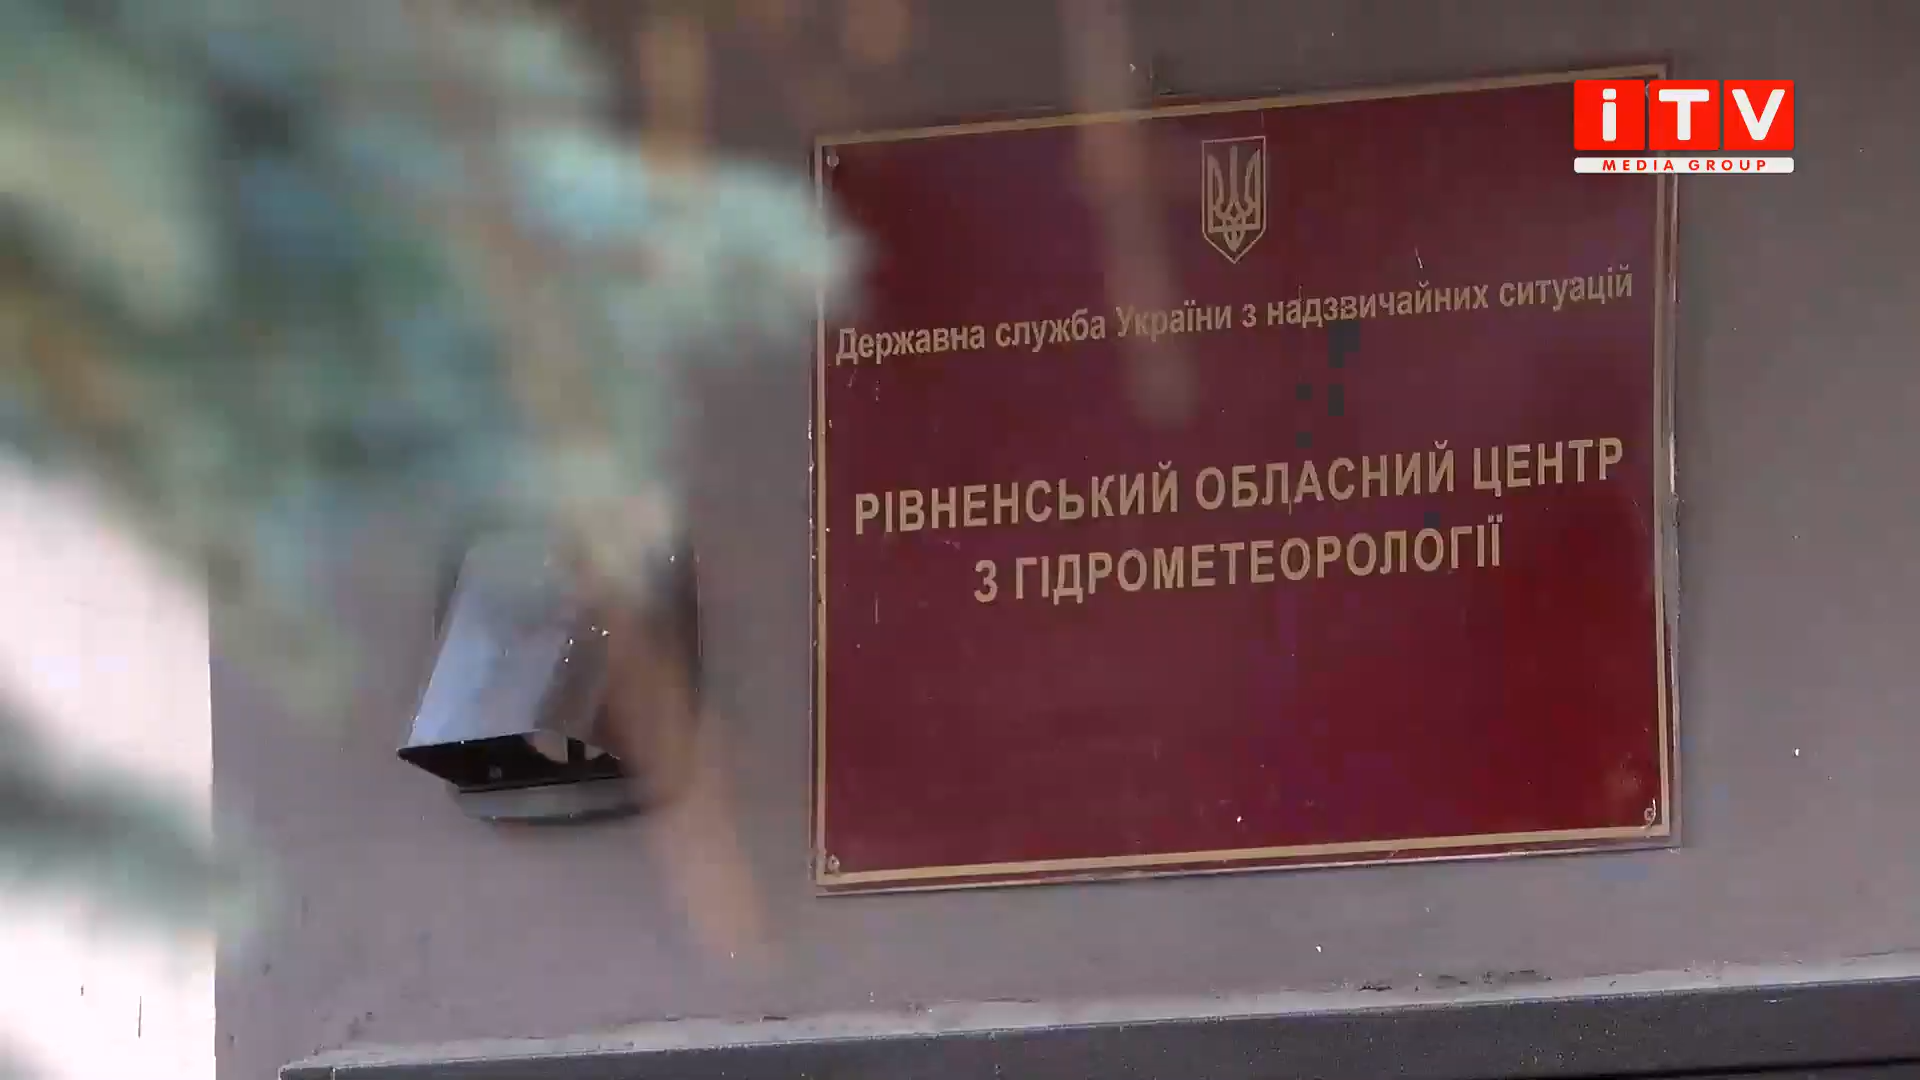 iTV
MEDIA GROUP
Державна служба України з надзвичайних ситуацій
РІВНЕНСЬКИЙ ОБЛАСНИЙ ЦЕНТР
З ГІДРОМЕТЕОРОЛОГІЇ